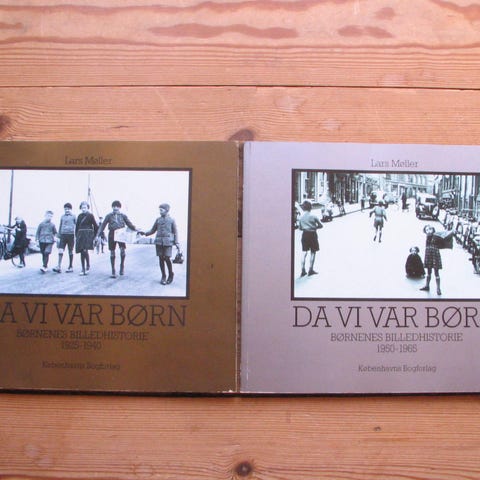 Lars Møller
DA VI VAR BØRN
BØRNENES BILLEDHISTORIE
1925-1940
Københavns Bogforlag
Lars Møller
DA VI VAR BØR
BØRNENES BILLEDHISTORIE
1950-1965
Københavns Bogforlag